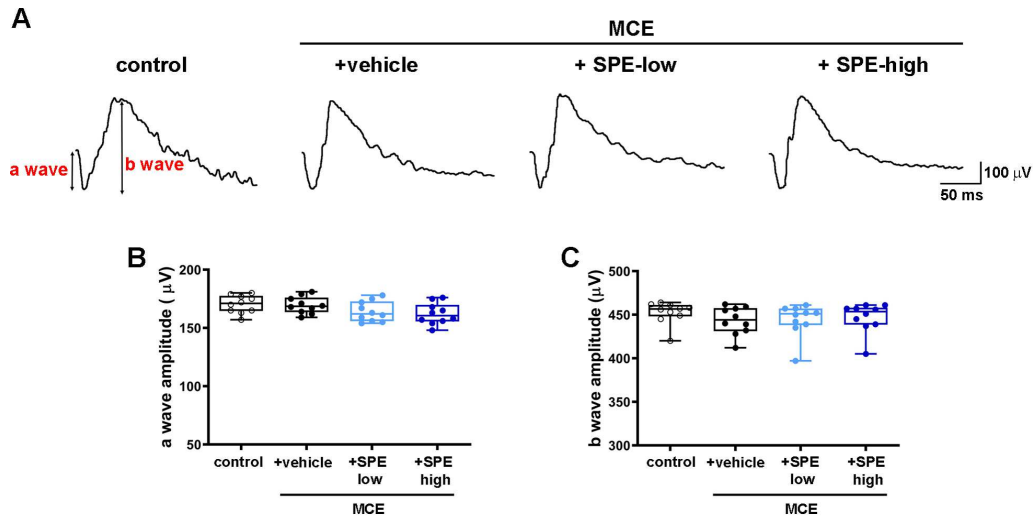 A
MCE
control
+vehicle
+ SPE-low
+ SPE-high
a wave
b wave
100 µV
50 ms
B
a wave amplitude ( µV)
200
150
100
50
control
+vehicle
+SPE
low
+SPE
high
MCE
C
b wave amplitude (µV)
500
450
400
450
300
control
+vehicle
+SPE
low
+SPE
high
MCE